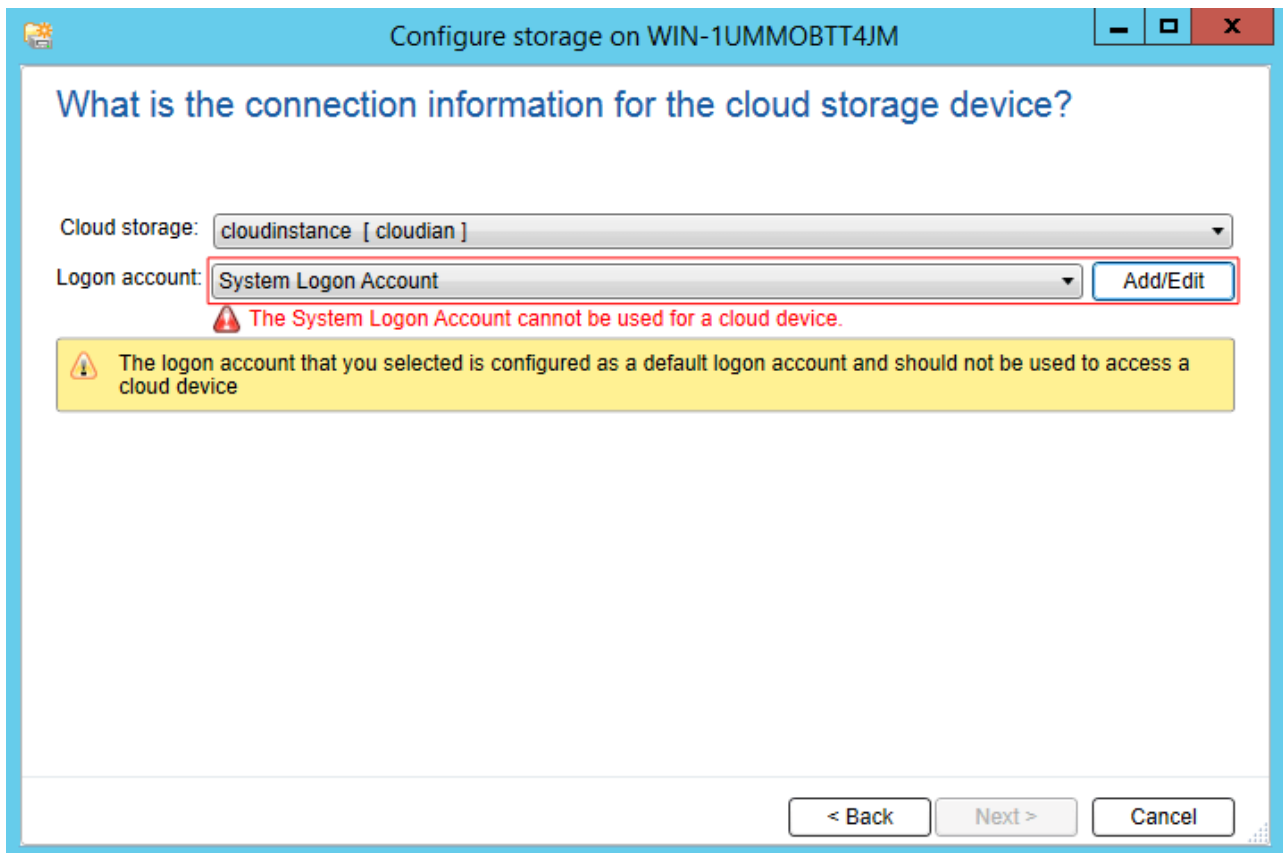 Configure storage on WIN-1UMMOBTT4JM
What is the connection information for the cloud storage device?
Cloud storage: cloudinstance [ cloudian ]
Logon account: System Logon Account Add/Edit
The System Logon Account cannot be used for a cloud device.
The logon account that you selected is configured as a default logon account and should not be used to access a
cloud device
< Back Next > Cancel